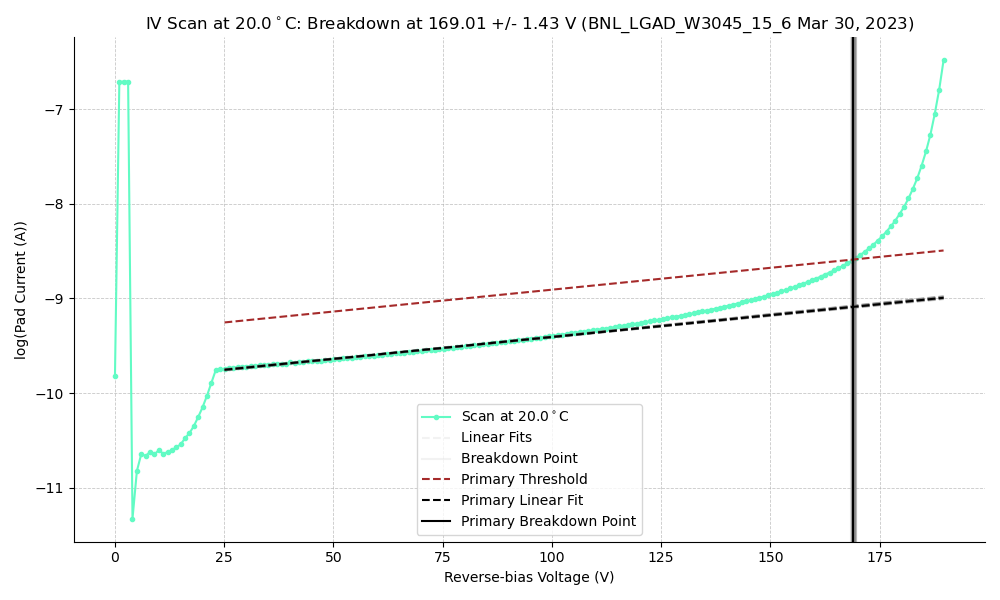 IV Scan at 20.0°C: Breakdown at 169.01 +/- 1.43 V (BNL_LGAD_W3045_15_6 Mar 30, 2023)
log(Pad Current (A))
−7
−8
−9
−10
−11
Scan at 20.0°C
Linear Fits
Breakdown Point
Primary Threshold
Primary Linear Fit
Primary Breakdown Point
0 25 50 75 100 125 150 175
Reverse-bias Voltage (V)